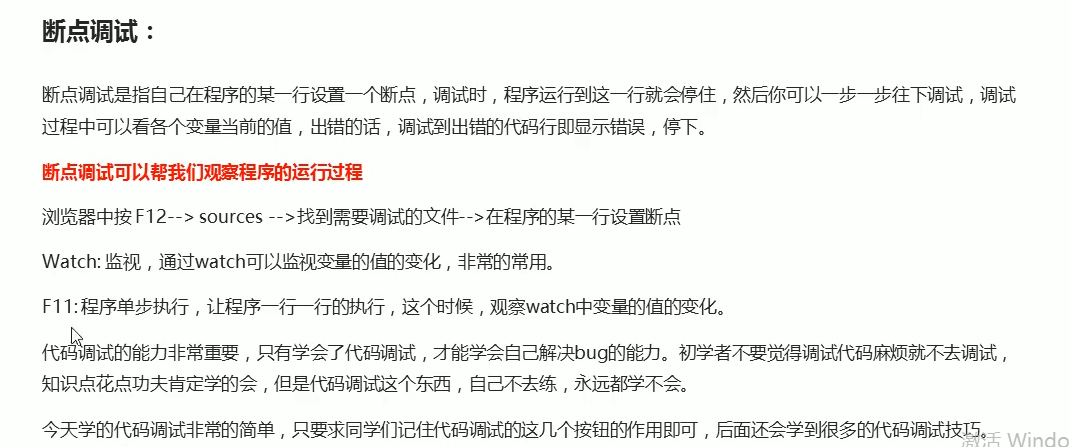 断点调试：
断点调试是指自己在程序的某一行设置一个断点，调试时，程序运行到这一行就会停住，然后你可以一步一步往下调试，调试
过程中可以看各个变量当前的值，出错的话，调试到出错的代码行即显示错误，停下。
断点调试可以帮我们观察程序的运行过程
浏览器中按 F12--> sources -->找到需要调试的文件-->在程序的某一行设置断点
Watch: 监视，通过watch可以监视变量的值的变化，非常的常用。
F11: 程序单步执行，让程序一行一行的执行，这个时候，观察watch中变量的值的变化。
代码调试的能力非常重要，只有学会了代码调试，才能学会自己解决bug的能力。初学者不要觉得调试代码麻烦就不去调试，
知识点花点功夫肯定学的会，但是代码调试这个东西，自己不去练，永远都学不会。
今天学的代码调试非常的简单，只要求同学们记住代码调试的这几个按钮的作用即可，后面还会学到很多的代码调试技巧。
激活 Windo